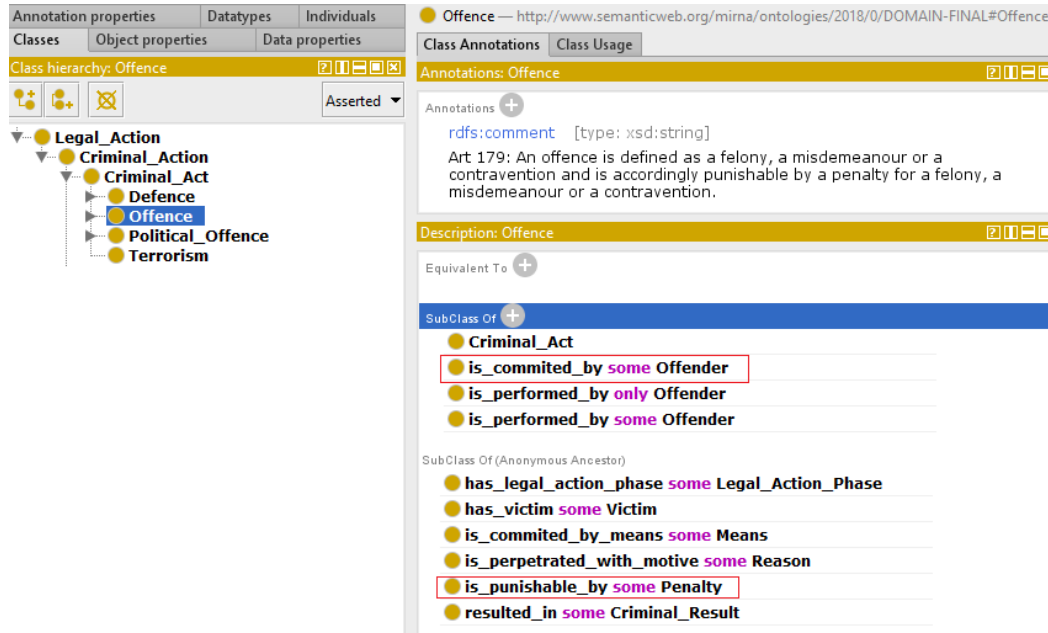 Annotation properties
Datatypes
Individuals
Classes
Object properties
Data properties
Class hierarchy: Offence
Asserted
Legal_Action
Criminal_Action
Criminal_Act
Defence
Offence
Political_Offence
Terrorism
Offence — http://www.semanticweb.org/mirna/ontologies/2018/0/DOMAIN-FINAL#Offence
Class Annotations
Class Usage
Annotations: Offence
Annotations
rdfs:comment [type: xsd:string]
Art 179: An offence is defined as a felony, a misdemeanour or a
contravention and is accordingly punishable by a penalty for a felony, a
misdemeanour or a contravention.
Description: Offence
Equivalent To
SubClass Of
Criminal_Act
is_commited_by some Offender
is_performed_by only Offender
is_performed_by some Offender
SubClass Of (Anonymous Ancestor)
has_legal_action_phase some Legal_Action_Phase
has_victim some Victim
is_commited_by_means some Means
is_perpetrated_with_motive some Reason
is_punishable_by some Penalty
resulted_in some Criminal_Result